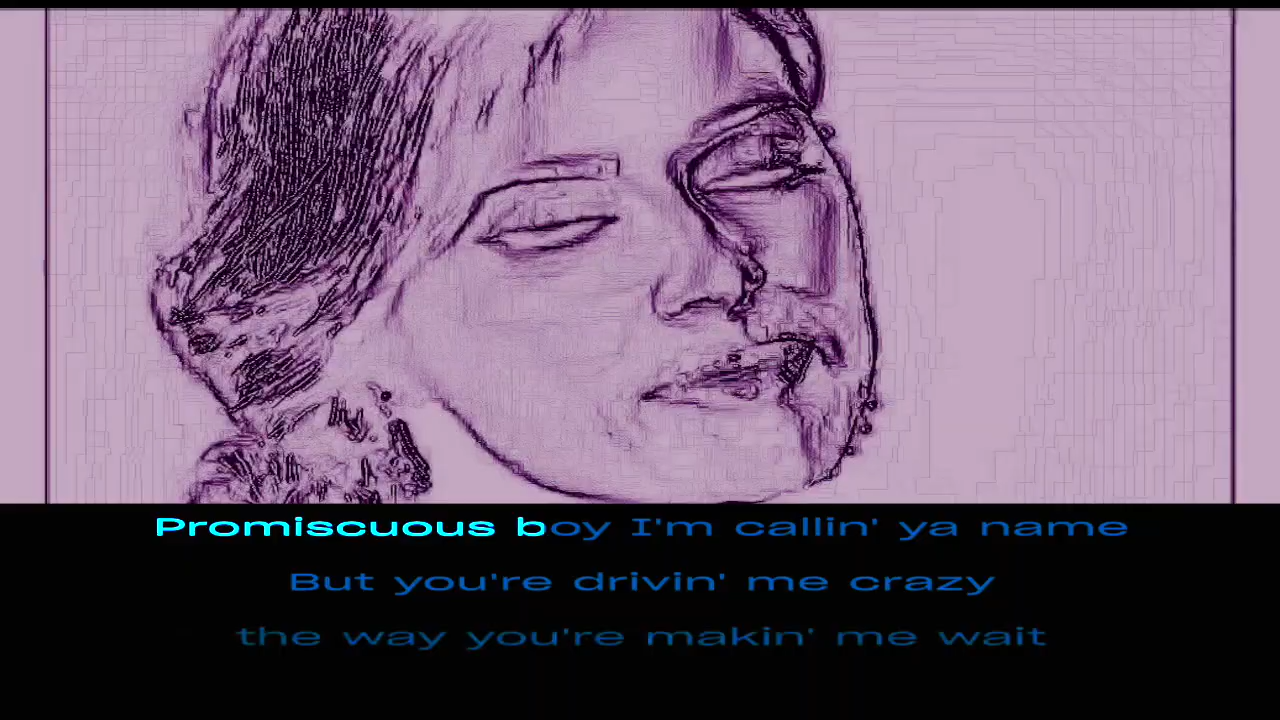 Promiscuous boy I'm callin' ya name
But you're drivin' me crazy
the way you're makin' me wait